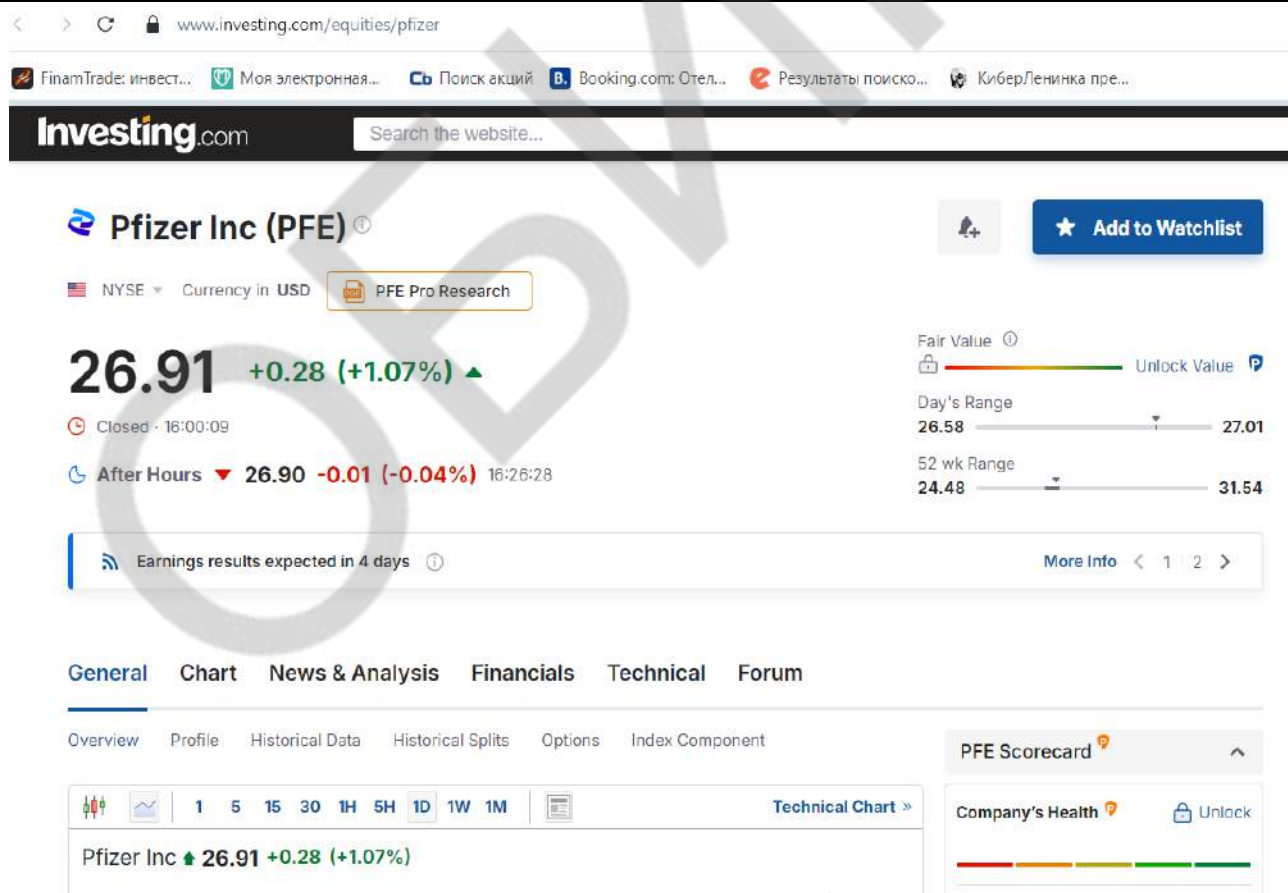 www.investing.com/equities/pfizer
FinamTrade: инвест... Моя электронная... Сь Поиск акций B. Booking.com: Отел... Результаты поиско... КиберЛенинка пре...
Investing.com Search the website...
Pfizer Inc (PFE) Add to Watchlist
NYSE Currency in USD PFE Pro Research
Fair Value
Unlock Value
26.91 +0.28 (+1.07%)
Day's Range
26.58 27.01
Closed · 16:00:09
52 wk Range
24.48 31.54
After Hours 26.90 -0.01 (-0.04%) 16:26:28
Earnings results expected in 4 days More Info 1 2
General Chart News & Analysis Financials Technical Forum
Overview Profile Historical Data Historical Splits Options Index Component
PFE Scorecard
1 5 15 30 1H 5H 1D 1W 1M Technical Chart »
Company's Health Unlock
Pfizer Inc 26.91 +0.28 (+1.07%)